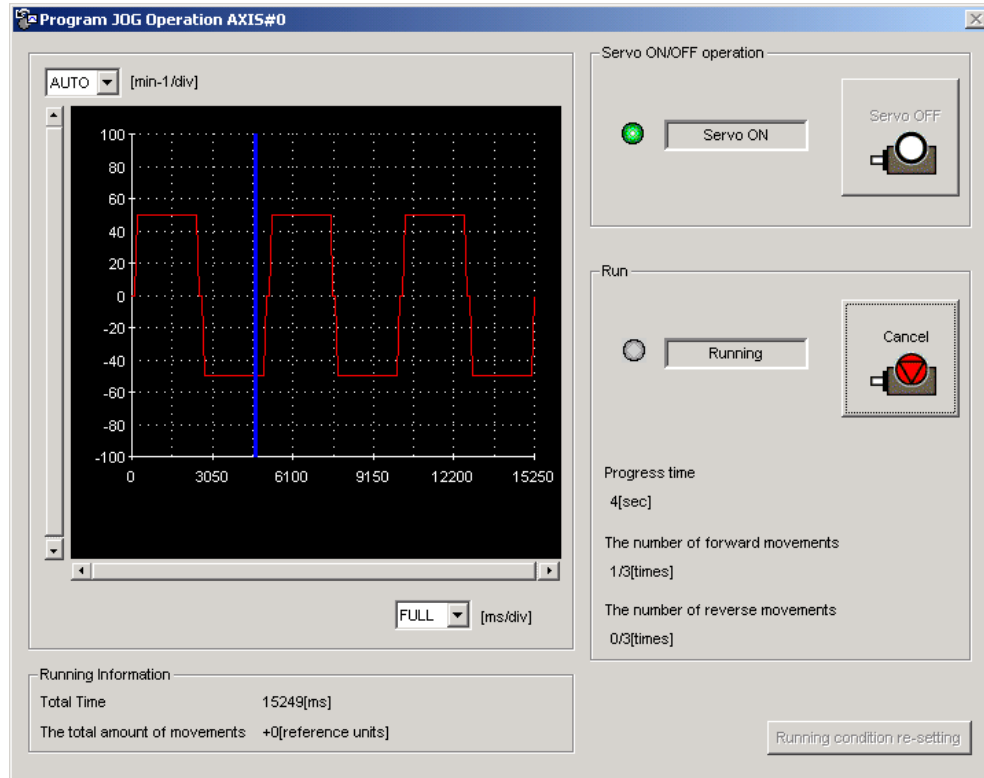 Program JOG Operation AXIS#0
AUTO [min-1/div]
100
80
60
40
20
0
-20
-40
-60
-80
-100
0 3050 6100 9150 12200 15250
FULL [ms/div]
Servo ON/OFF operation
Servo ON
Servo OFF
Run
Running
Cancel
Progress time
4[sec]
The number of forward movements
1/3[times]
The number of reverse movements
0/3[times]
Running Information
Total Time 15249[ms]
The total amount of movements +0[reference units]
Running condition re-setting